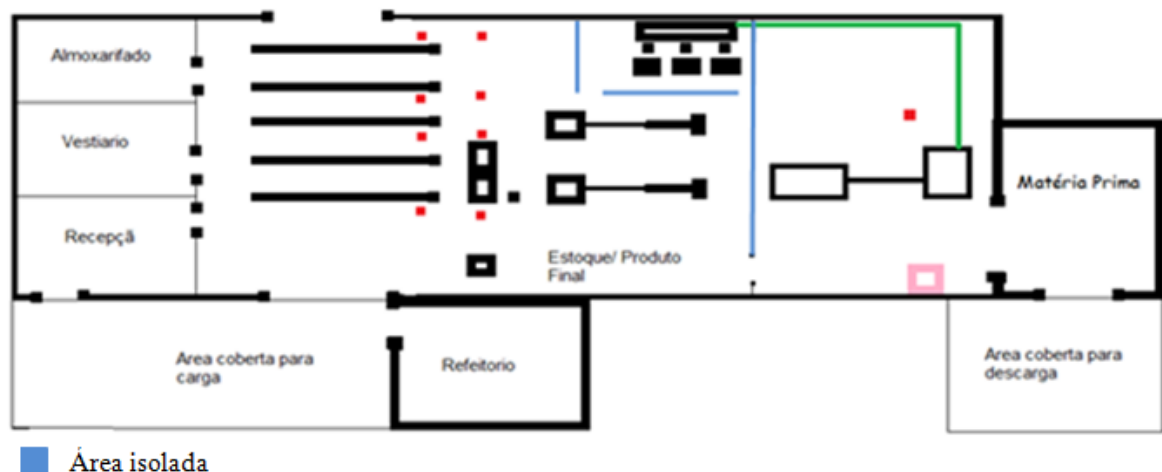 Almoxarifado
Vestiario
Recepçã
Matéria Prima
Estoque/ Produto
Final
Area coberta para
carga
Refeitorio
Area coberta para
descarga
Área isolada